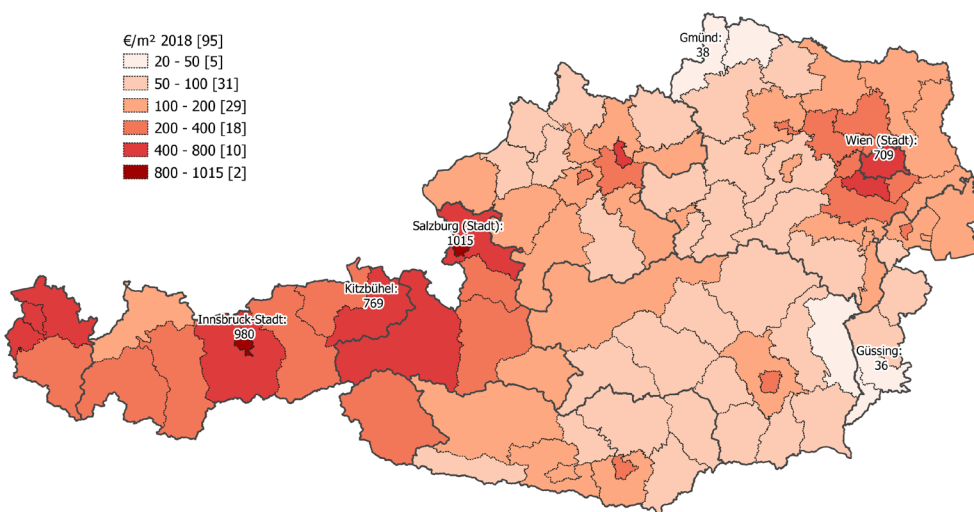 €/m² 2018 [95]
20 - 50 [5]
50 - 100 [31]
100 - 200 [29]
200 - 400 [18]
400 - 800 [10]
800 - 1015 [2]
Gmünd:
38
Wien (Stadt):
709
Salzburg (Stadt):
1015
Kitzbühel:
769
Innsbruck-Stadt:
980
Güssing:
36